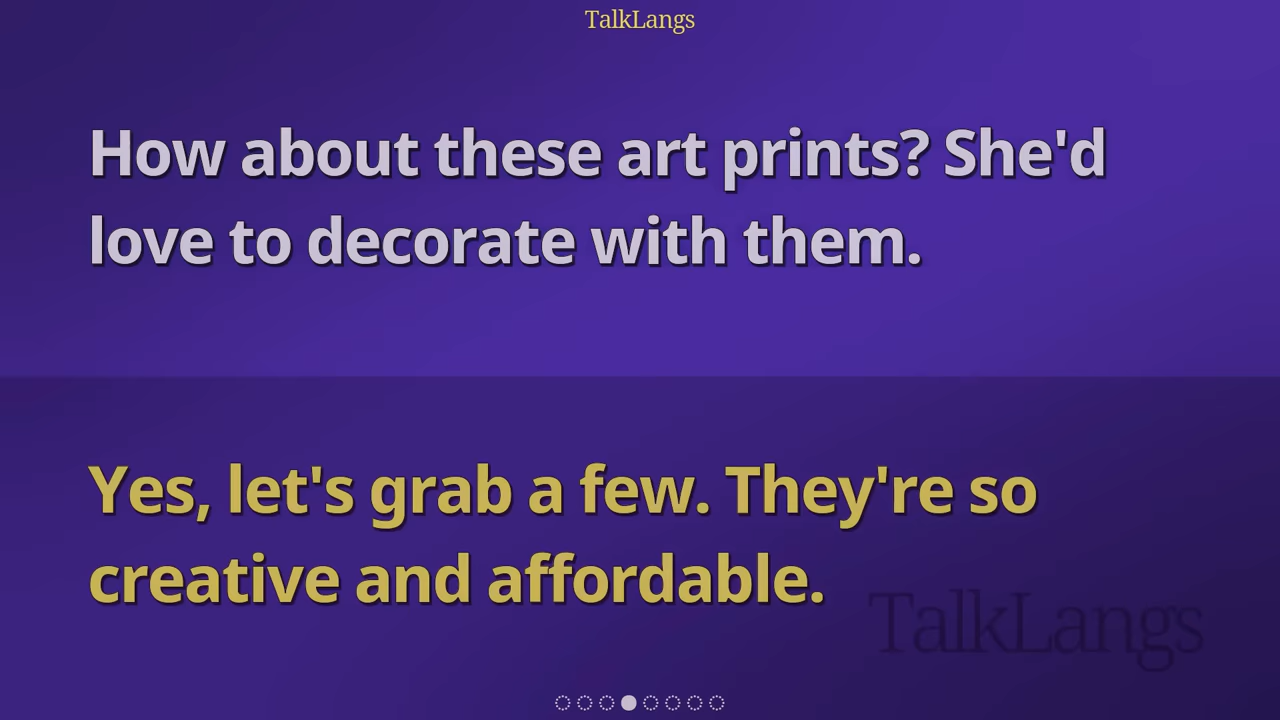 TalkLangs
How about these art prints? She'd
love to decorate with them.
Yes, let's grab a few. They're so
creative and affordable.
TalkLangs